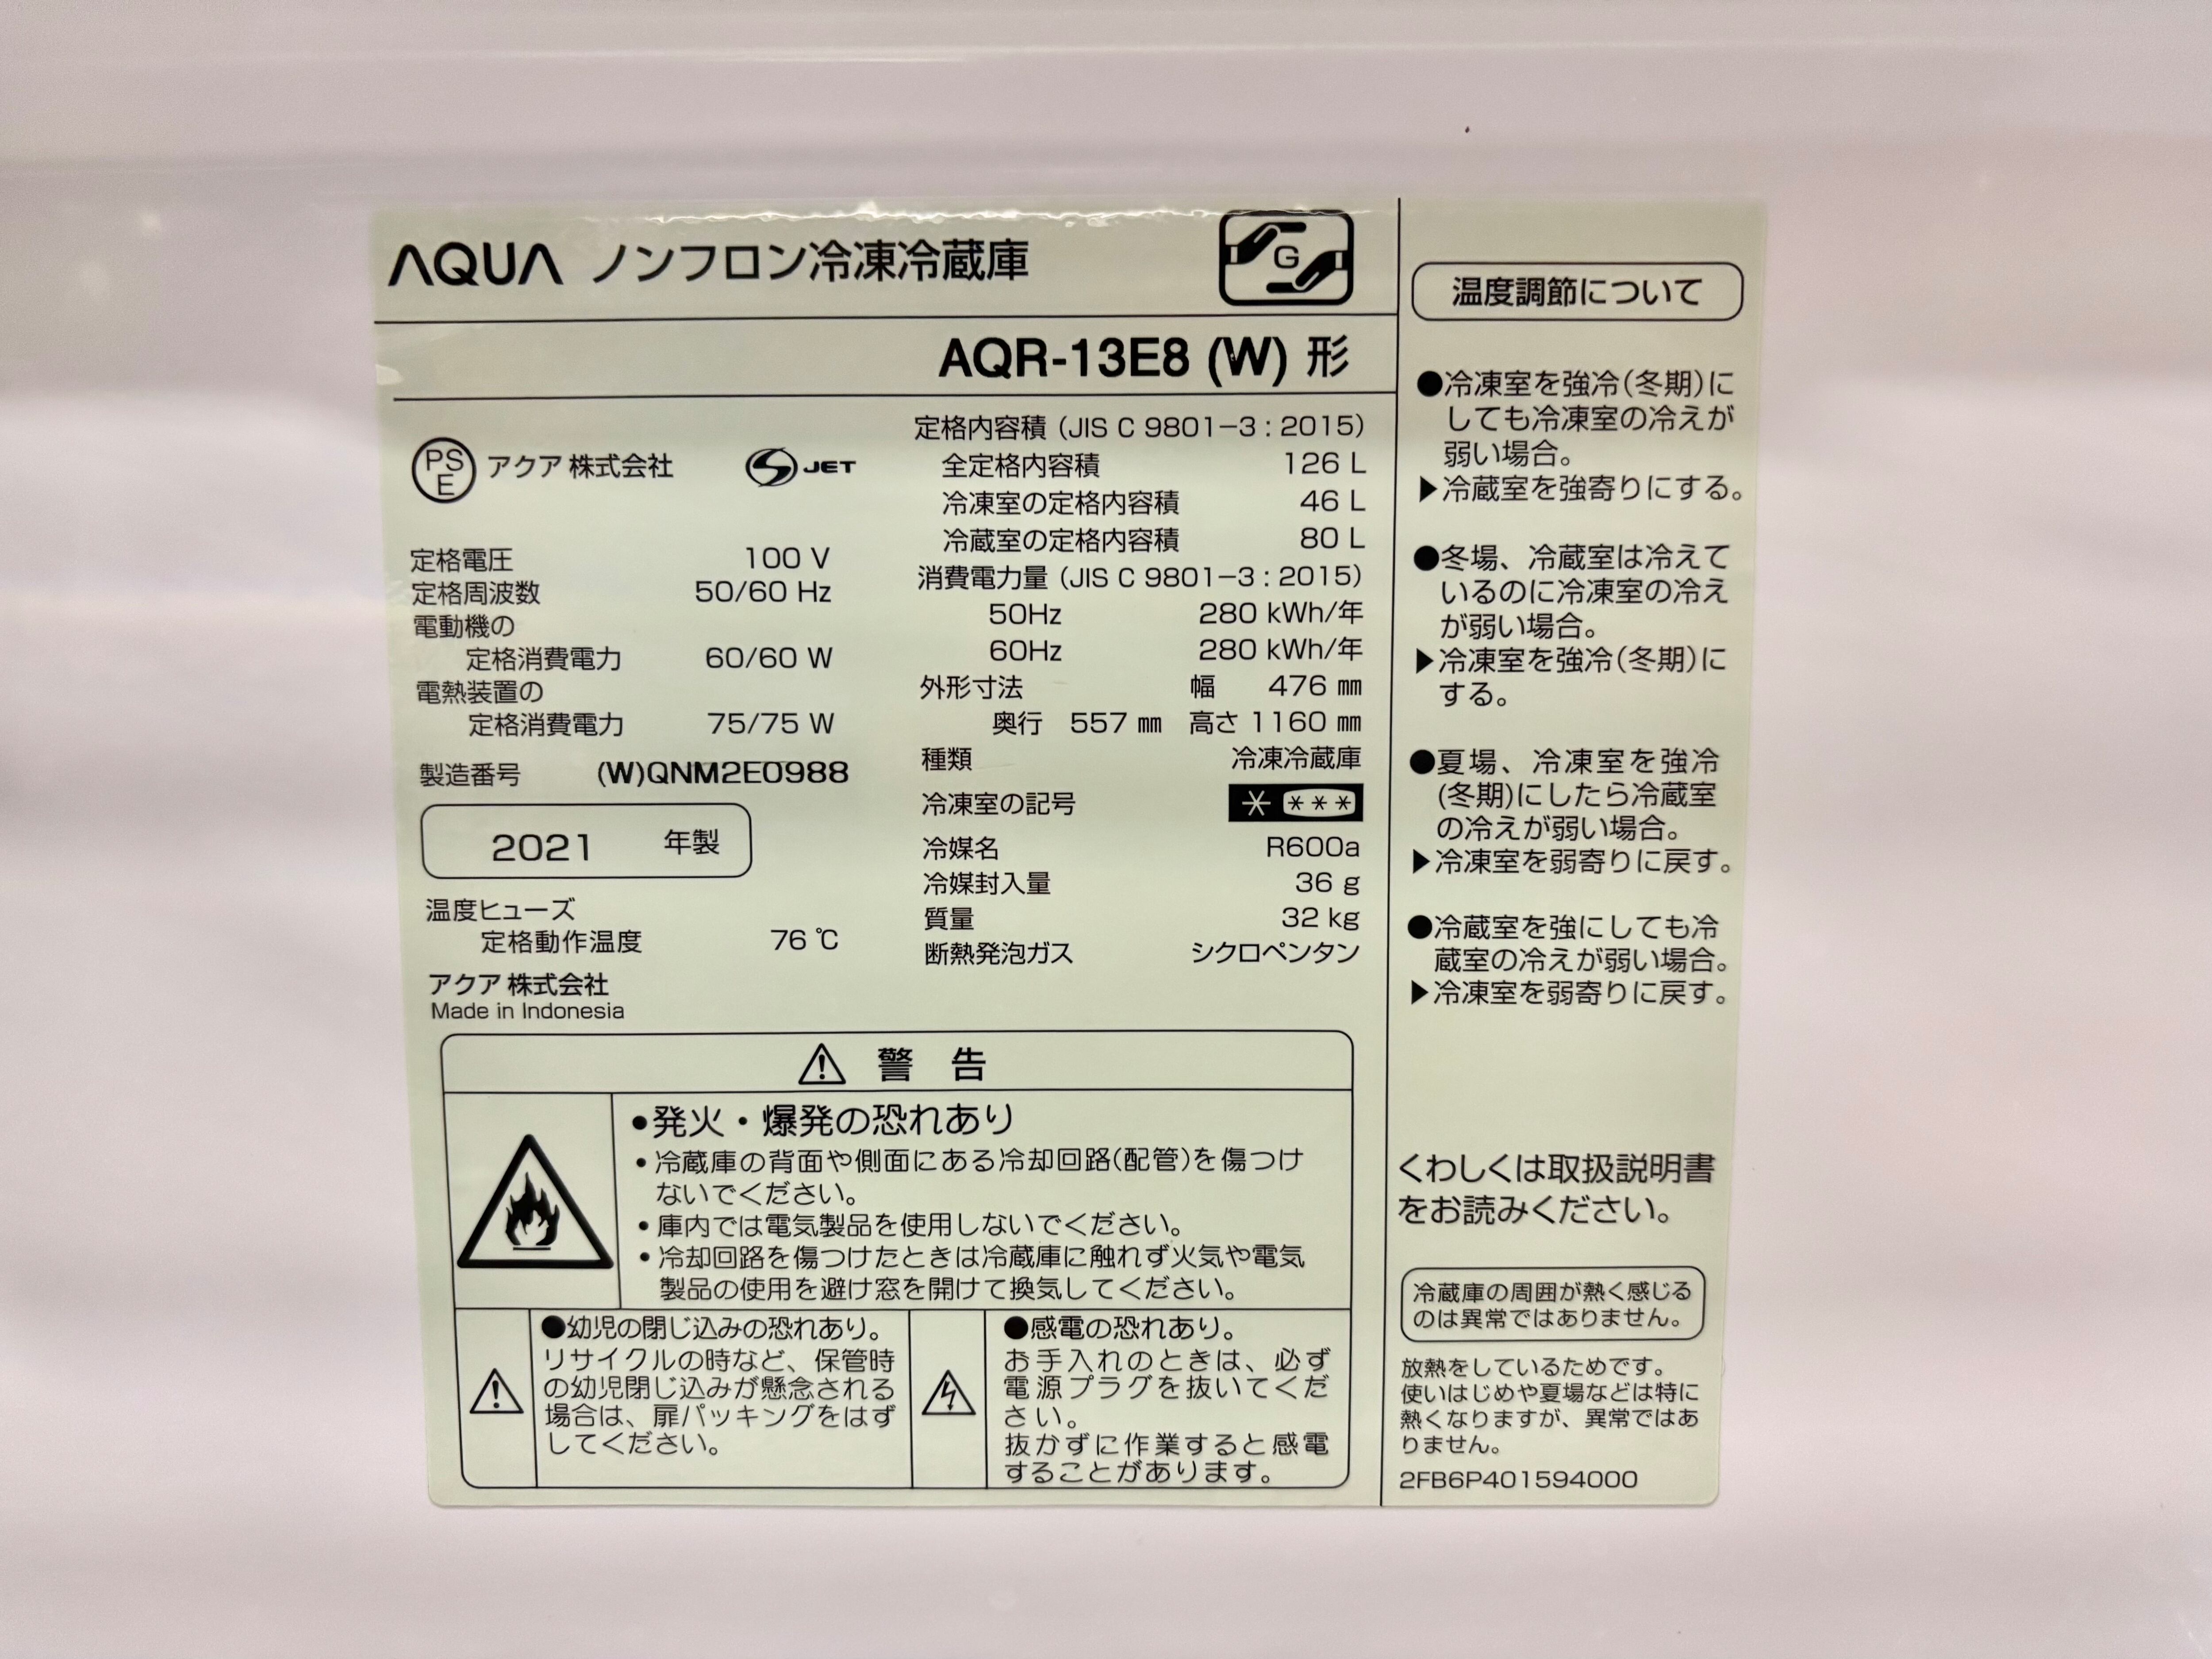 AQUA ノンフロン冷凍冷蔵庫
G
AQR-13E8 (W) 形
PS
E
アクア 株式会社
S JET
定格電圧 100 V
定格周波数 50/60 Hz
電動機の
定格消費電力 60/60 W
電熱装置の
定格消費電力 75/75 W
製造番号 (W)QNM2E0988
2021 年製
温度ヒューズ
定格動作温度 76 ℃
アクア 株式会社
Made in Indonesia
定格内容積 (JIS C 9801−3 : 2015)
全定格内容積 126 L
冷凍室の定格内容積 46 L
冷蔵室の定格内容積 80 L
消費電力量 (JIS C 9801−3 : 2015)
50Hz 280 kWh/年
60Hz 280 kWh/年
外形寸法 幅 476 ㎜
奥行 557 ㎜ 高さ 1160 ㎜
種類 冷凍冷蔵庫
冷凍室の記号 * ***
冷媒名 R600a
冷媒封入量 36 g
質量 32 kg
断熱発泡ガス シクロペンタン
⚠ 警 告
●発火・爆発の恐れあり
・冷蔵庫の背面や側面にある冷却回路(配管)を傷つけ
ないでください。
・庫内では電気製品を使用しないでください。
・冷却回路を傷つけたときは冷蔵庫に触れず火気や電気
製品の使用を避け窓を開けて換気してください。
●幼児の閉じ込みの恐れあり。
リサイクルの時など、保管時
の幼児閉じ込みが懸念される
場合は、扉パッキングをはず
してください。
●感電の恐れあり。
お手入れのときは、必ず
電源プラグを抜いてくだ
さい。
抜かずに作業すると感電
することがあります。
温度調節について
●冷凍室を強冷(冬期)に
しても冷凍室の冷えが
弱い場合。
▶冷蔵室を強寄りにする。
●冬場、冷蔵室は冷えて
いるのに冷凍室の冷え
が弱い場合。
▶冷凍室を強冷(冬期)に
する。
●夏場、冷凍室を強冷
(冬期)にしたら冷蔵室
の冷えが弱い場合。
▶冷凍室を弱寄りに戻す。
●冷蔵室を強にしても冷
蔵室の冷えが弱い場合。
▶冷凍室を弱寄りに戻す。
くわしくは取扱説明書
をお読みください。
冷蔵庫の周囲が熱く感じる
のは異常ではありません。
放熱をしているためです。
使いはじめや夏場などは特に
熱くなりますが、異常ではあ
りません。
2FB6P401594000